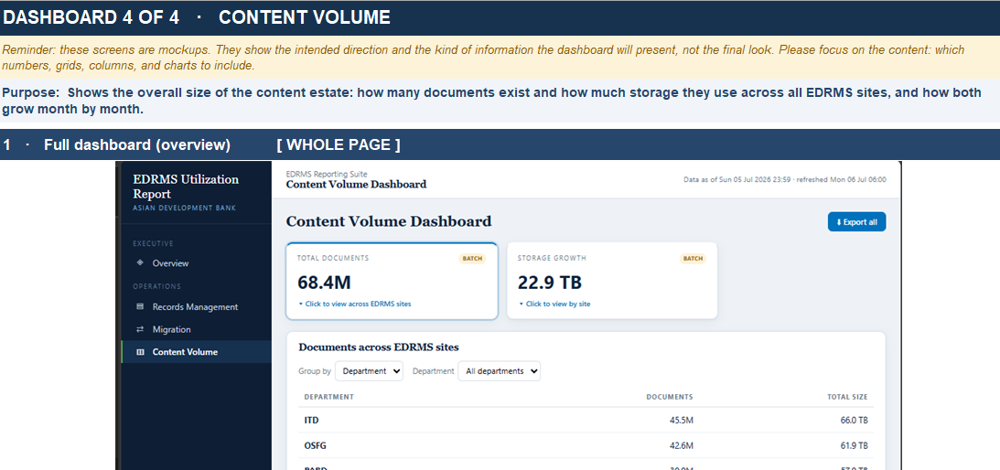 DASHBOARD 4 OF 4 · CONTENT VOLUME
Reminder: these screens are mockups. They show the intended direction and the kind of information the dashboard will present, not the final look. Please focus on the content: which
numbers, grids, columns, and charts to include.
Purpose: Shows the overall size of the content estate: how many documents exist and how much storage they use across all EDRMS sites, and how both
grow month by month.
1 · Full dashboard (overview) [ WHOLE PAGE ]
EDRMS Utilization
Report
ASIAN DEVELOPMENT BANK
EXECUTIVE
Overview
OPERATIONS
Records Management
Migration
Content Volume
EDRMS Reporting Suite
Content Volume Dashboard
Data as of Sun 05 Jul 2026 23:59 · refreshed Mon 06 Jul 06:00
Content Volume Dashboard
⬇ Export all
TOTAL DOCUMENTS BATCH
68.4M
▾ Click to view across EDRMS sites
STORAGE GROWTH BATCH
22.9 TB
▾ Click to view by site
Documents across EDRMS sites
Group by Department Department All departments
DEPARTMENT DOCUMENTS TOTAL SIZE
ITD 45.5M 66.0 TB
OSFG 42.6M 61.9 TB